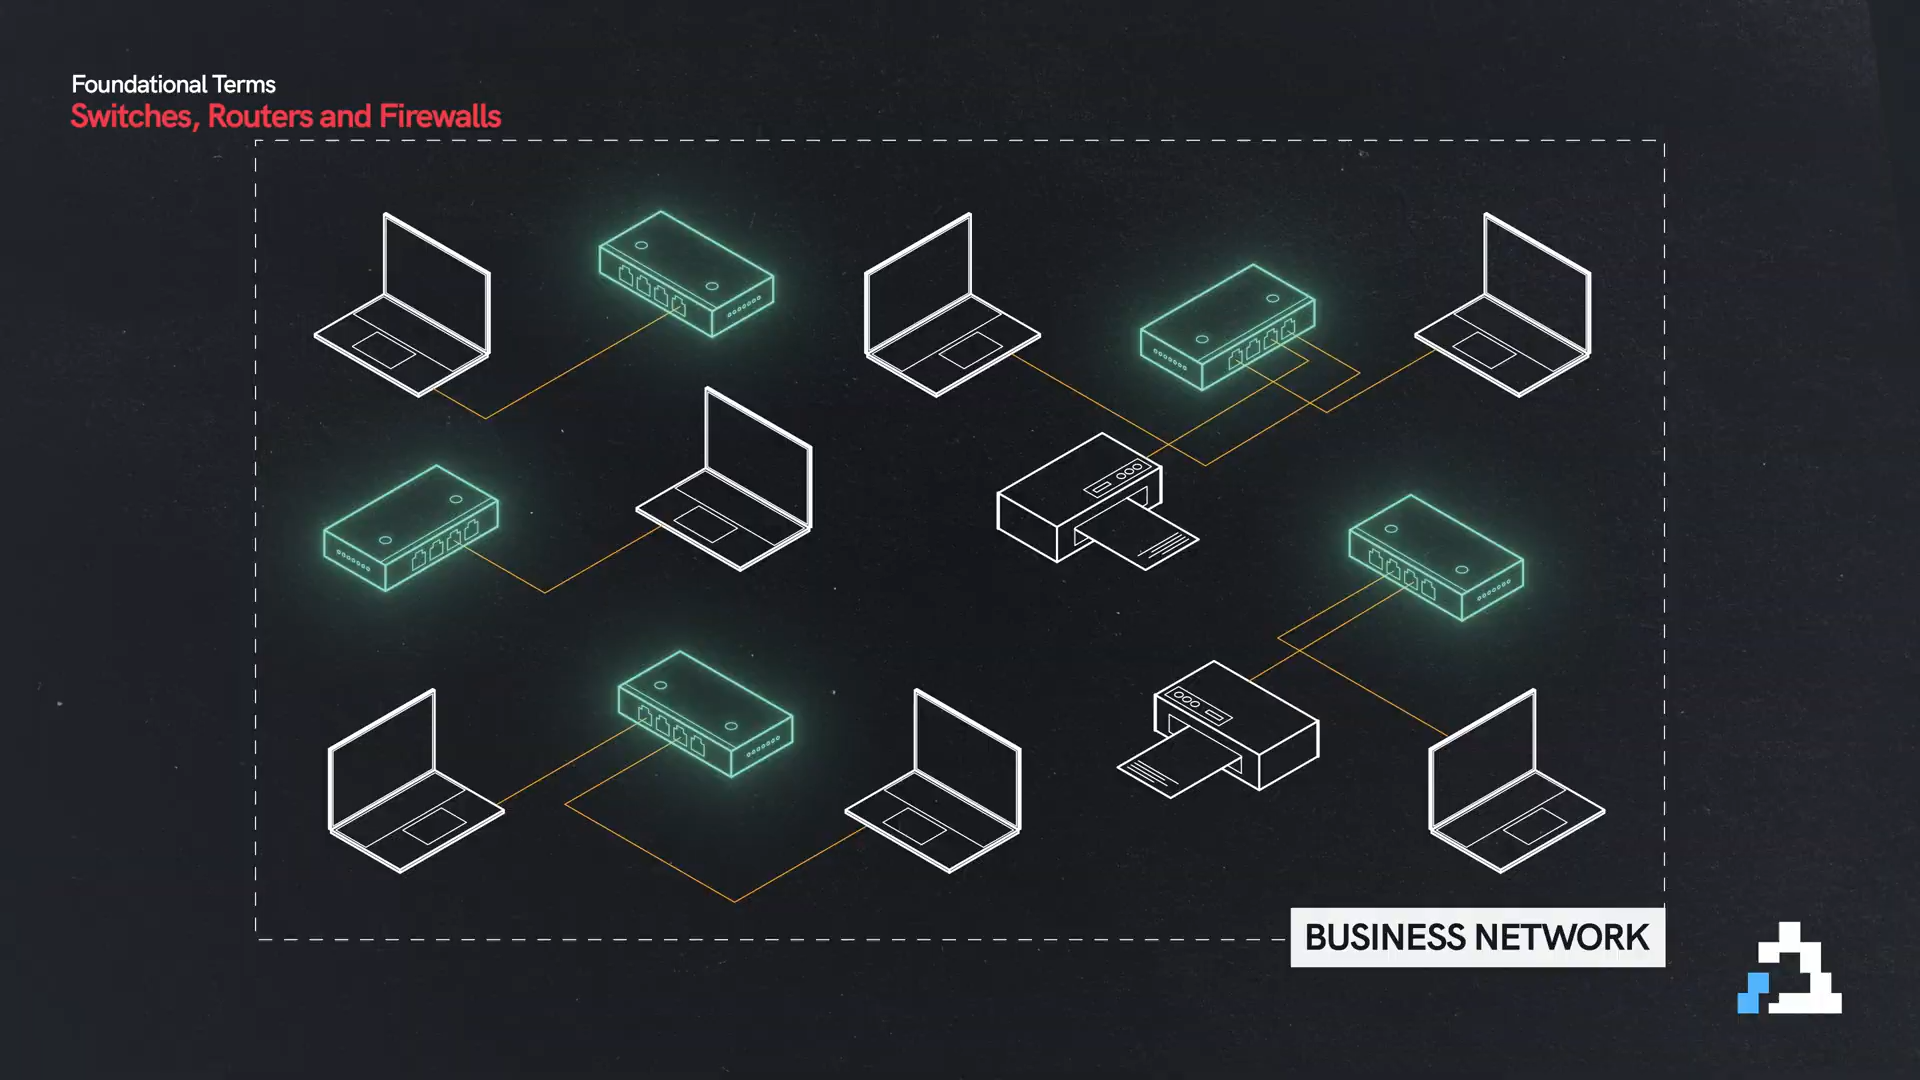 Foundational Terms
Switches, Routers and Firewalls
BUSINESS NETWORK